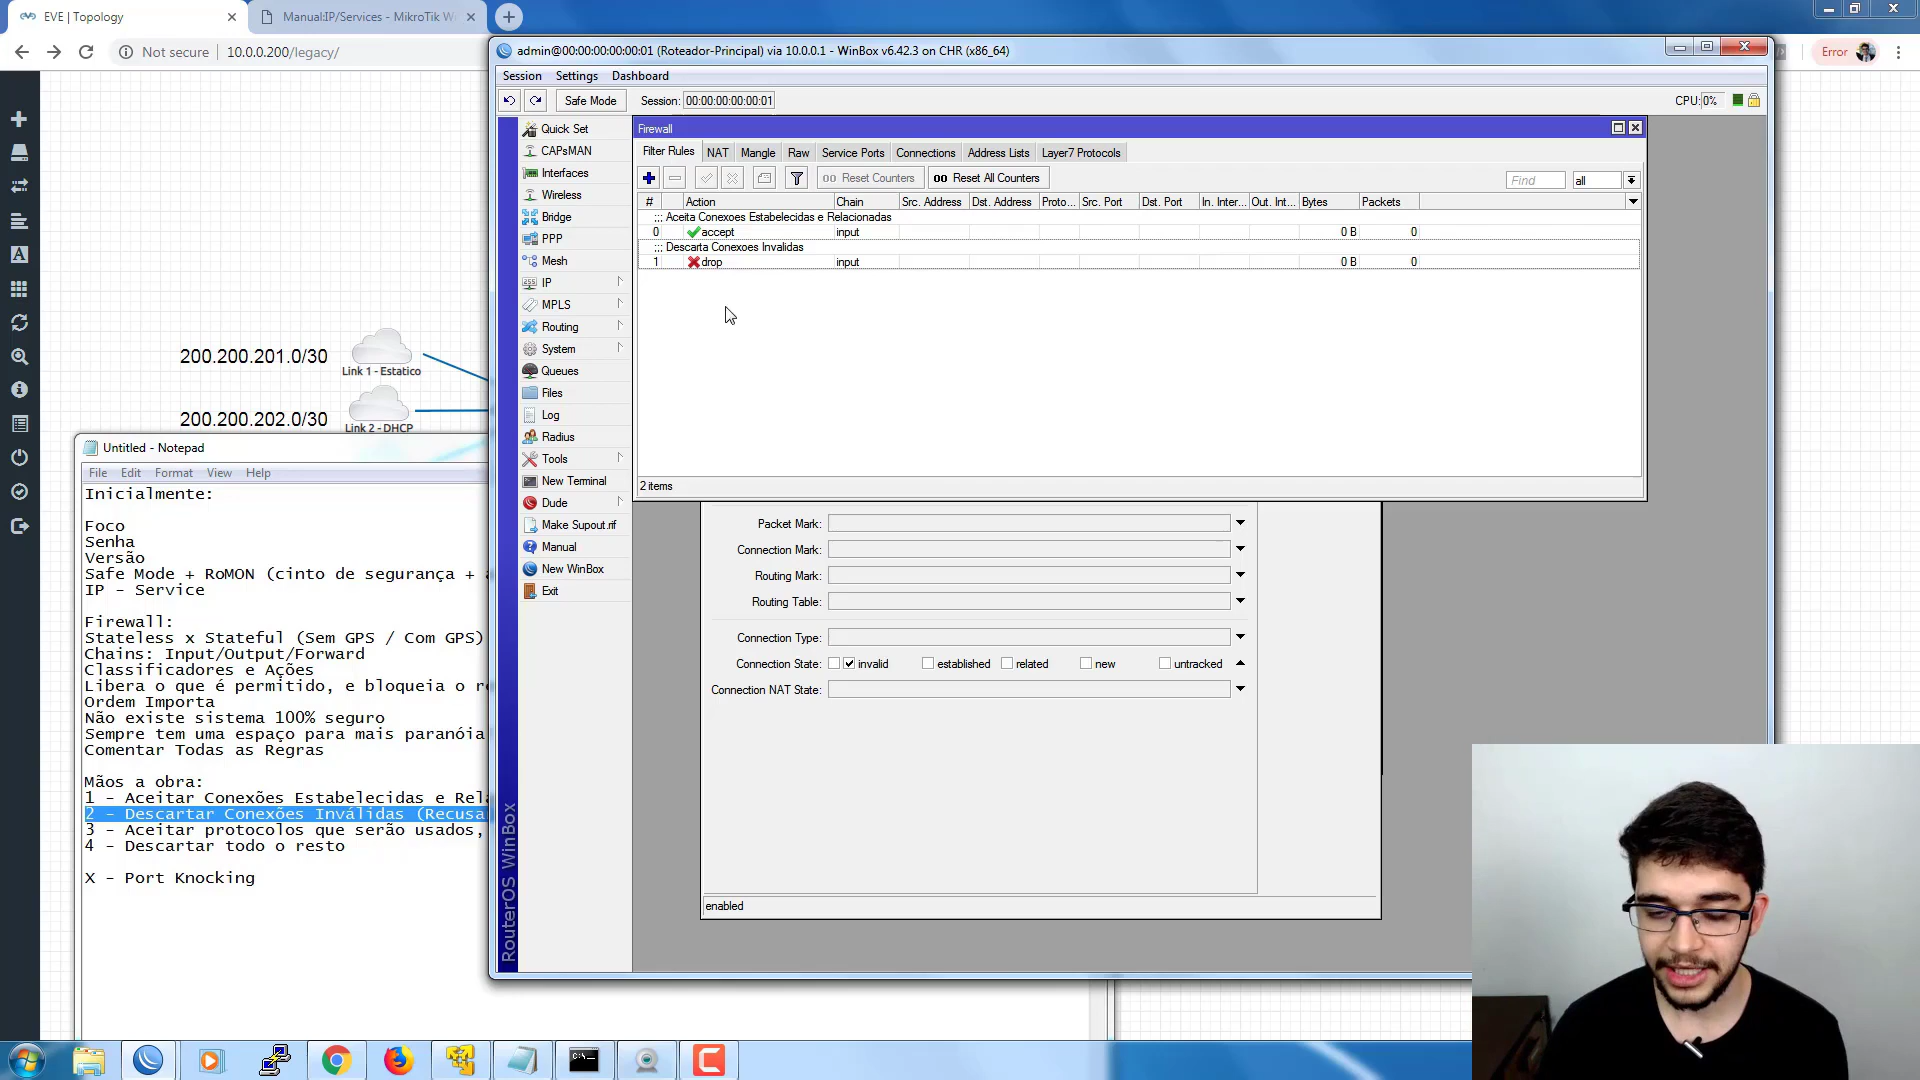 EVE | Topology
Manual:IP/Services - MikroTik W
Not secure
10.0.0.200/legacy/
Error
admin@00:00:00:00:00:01 (Roteador-Principal) via 10.0.0.1 - WinBox v6.42.3 on CHR (x86_64)
Session Settings Dashboard
Safe Mode Session: 00:00:00:00:00:01 CPU: 0%
Quick Set
CAPsMAN
Interfaces
Wireless
Bridge
PPP
Mesh
IP
MPLS
Routing
System
Queues
Files
Log
Radius
Tools
New Terminal
Dude
Make Supout.rif
Manual
New WinBox
Exit
RouterOS WinBox
Firewall
Filter Rules NAT Mangle Raw Service Ports Connections Address Lists Layer7 Protocols
00 Reset Counters 00 Reset All Counters Find all
# Action Chain Src. Address Dst. Address Proto... Src. Port Dst. Port In. Inter... Out. Int... Bytes Packets
;;; Aceita Conexoes Estabelecidas e Relacionadas
0 accept input 0 B 0
;;; Descarta Conexoes Invalidas
1 drop input 0 B 0
2 items
Packet Mark:
Connection Mark:
Routing Mark:
Routing Table:
Connection Type:
Connection State: invalid established related new untracked
Connection NAT State:
enabled
200.200.201.0/30
Link 1 - Estatico
200.200.202.0/30
Link 2 - DHCP
Untitled - Notepad
File Edit Format View Help
Inicialmente:
Foco
Senha
Versão
Safe Mode + RoMON (cinto de segurança +
IP - Service
Firewall:
Stateless x Stateful (Sem GPS / Com GPS)
Chains: Input/Output/Forward
Classificadores e Ações
Libera o que é permitido, e bloqueia o
Ordem Importa
Não existe sistema 100% seguro
Sempre tem uma espaço para mais paranóia
Comentar Todas as Regras
Mãos a obra:
1 - Aceitar Conexões Estabelecidas e Rela
2 - Descartar Conexões Inválidas (Recusa
3 - Aceitar protocolos que serão usados,
4 - Descartar todo o resto
X - Port Knocking